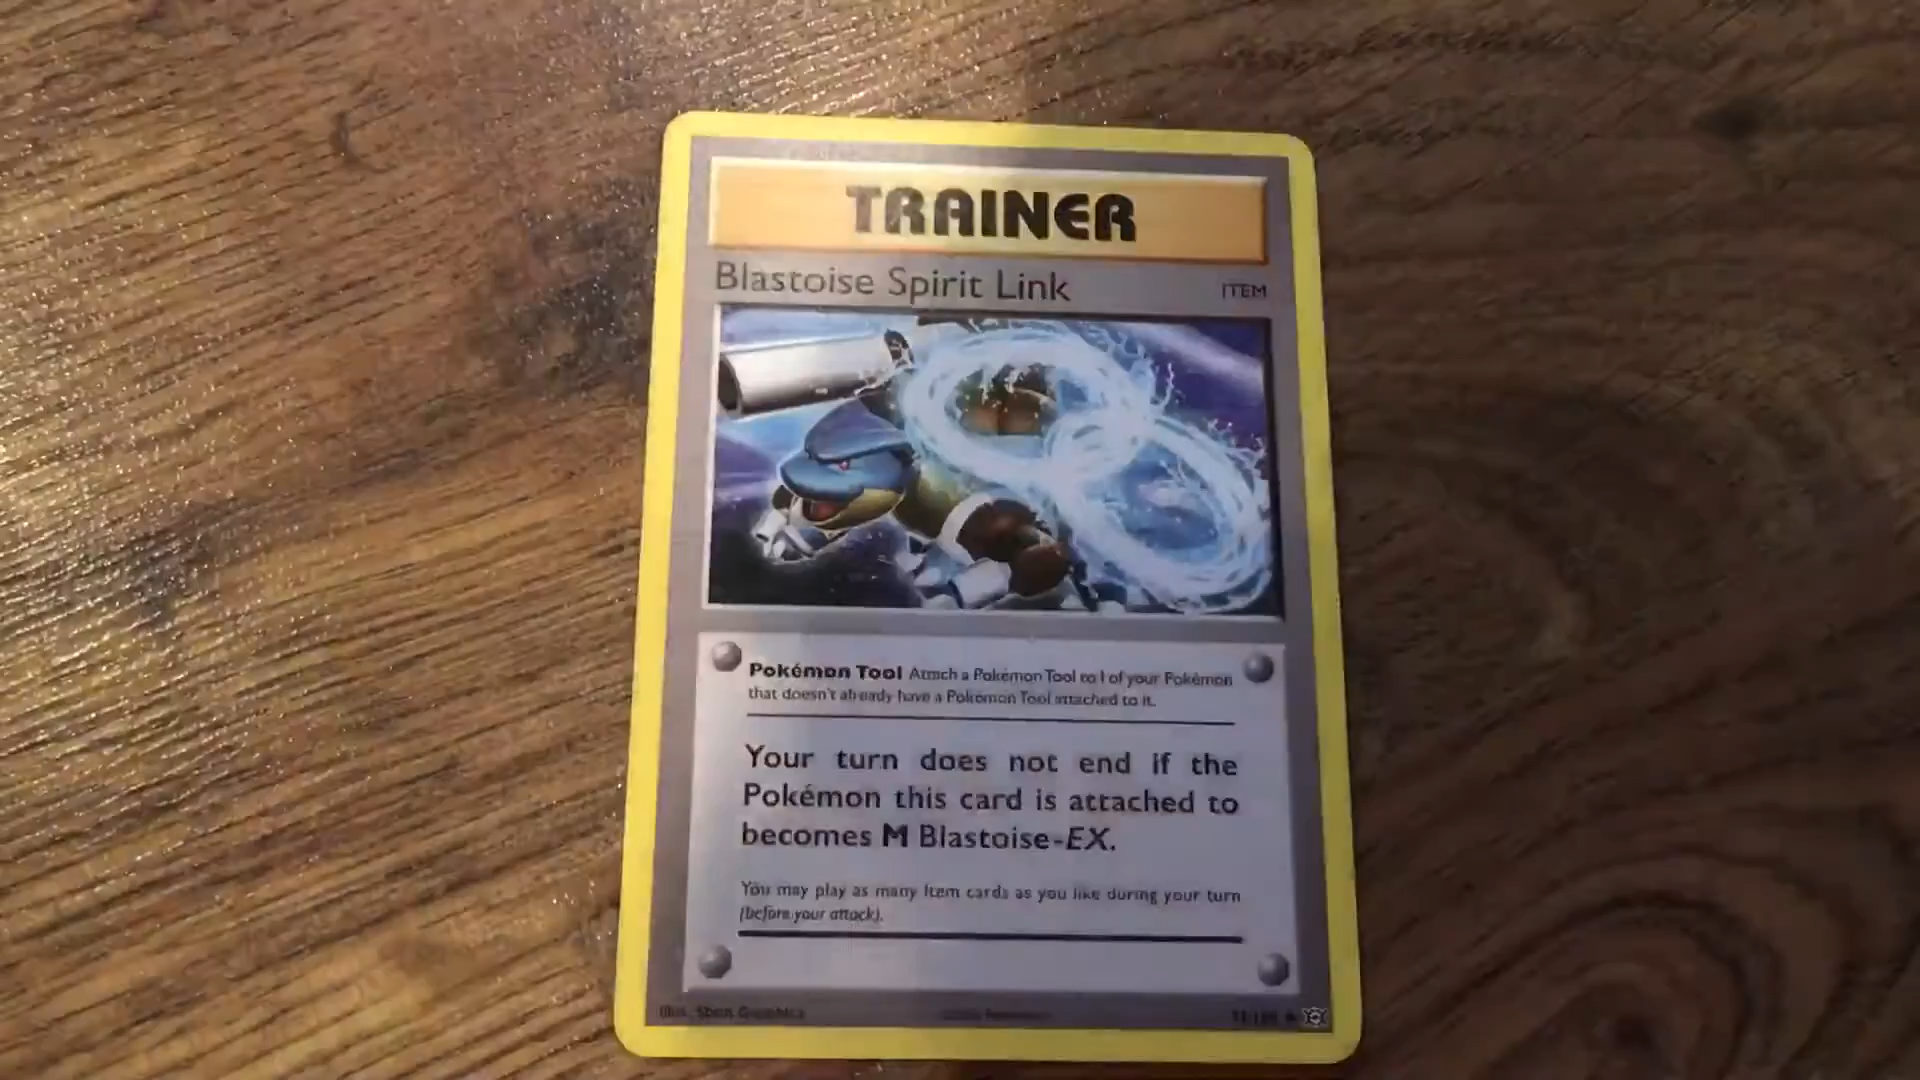 TRAINER
Blastoise Spirit Link
ITEM
Pokémon Tool Attach a Pokémon Tool to 1 of your Pokémon
that doesn't already have a Pokémon Tool attached to it.
Your turn does not end if the
Pokémon this card is attached to
becomes M Blastoise-EX.
You may play as many Item cards as you like during your turn
(before your attack).
Illus.